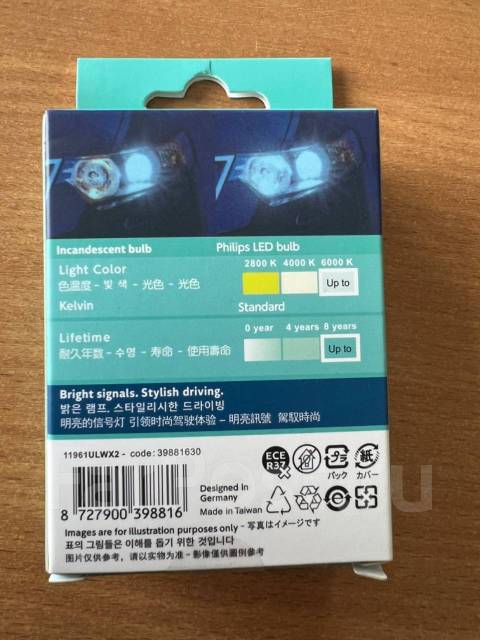 7 7
Incandescent bulb Philips LED bulb
Light Color 2800 K 4000 K 6000 K
色温度 - 빛 색 - 光色 - 光色 Up to
Kelvin Standard
Lifetime 0 year 4 years 8 years
耐久年数 - 수명 - 寿命 - 使用壽命 Up to
Bright signals. Stylish driving.
밝은 램프, 스타일리시한 드라이빙
明亮的信号灯 引领时尚驾驶体验 - 明亮訊號 駕馭時尚
11961ULWX2 - code: 39881630
ECE
R37
パック
紙
カバー
Designed In
Germany
Made in Taiwan
8 727900 398816
Images are for illustration purposes only - 写真はイメージです
표의 그림들은 이해를 돕기 위한 것입니다
图片仅供参考，请以实物为准 - 影像僅供圖例參考